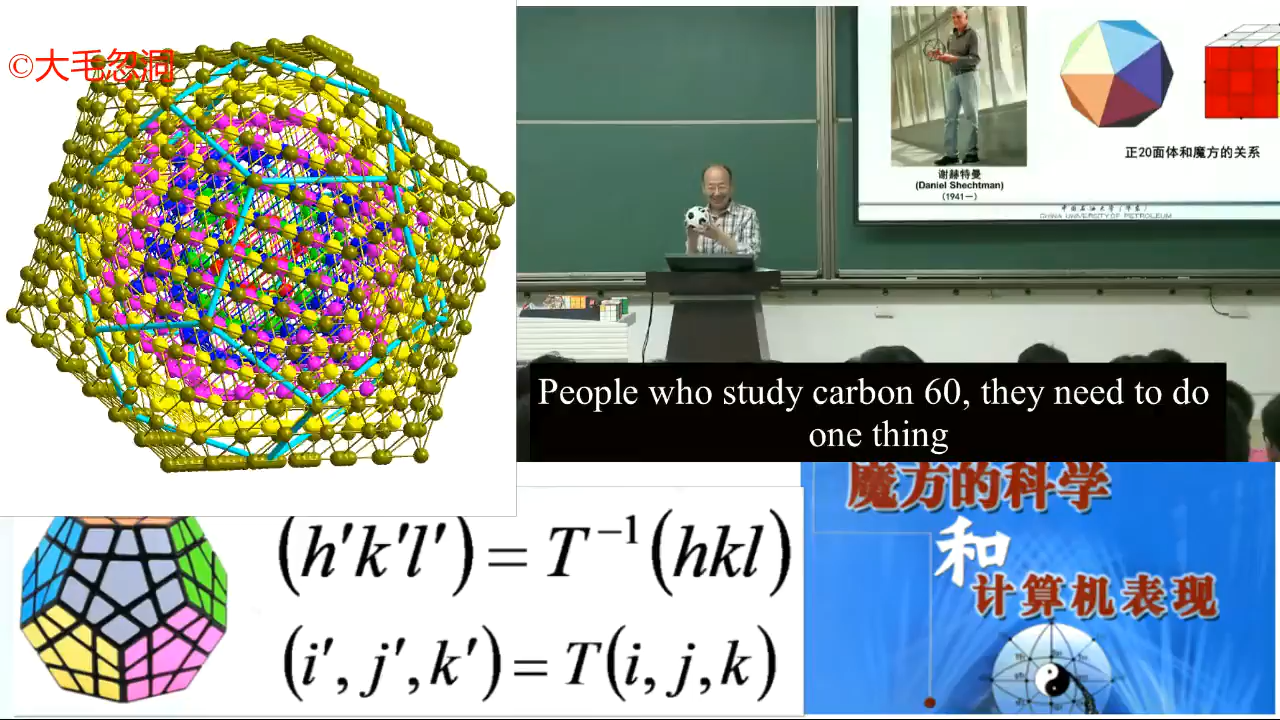 ©大毛忽洞
谢赫特曼
(Daniel Shechtman)
(1941—)
正20面体和魔方的关系
中国石油大学(华东)
CHINA UNIVERSITY OF PETROLEUM
People who study carbon 60, they need to do
one thing
(h'k'l') = T⁻¹(hkl)
(i', j', k') = T(i, j, k)
魔方的科学
和
计算机表现